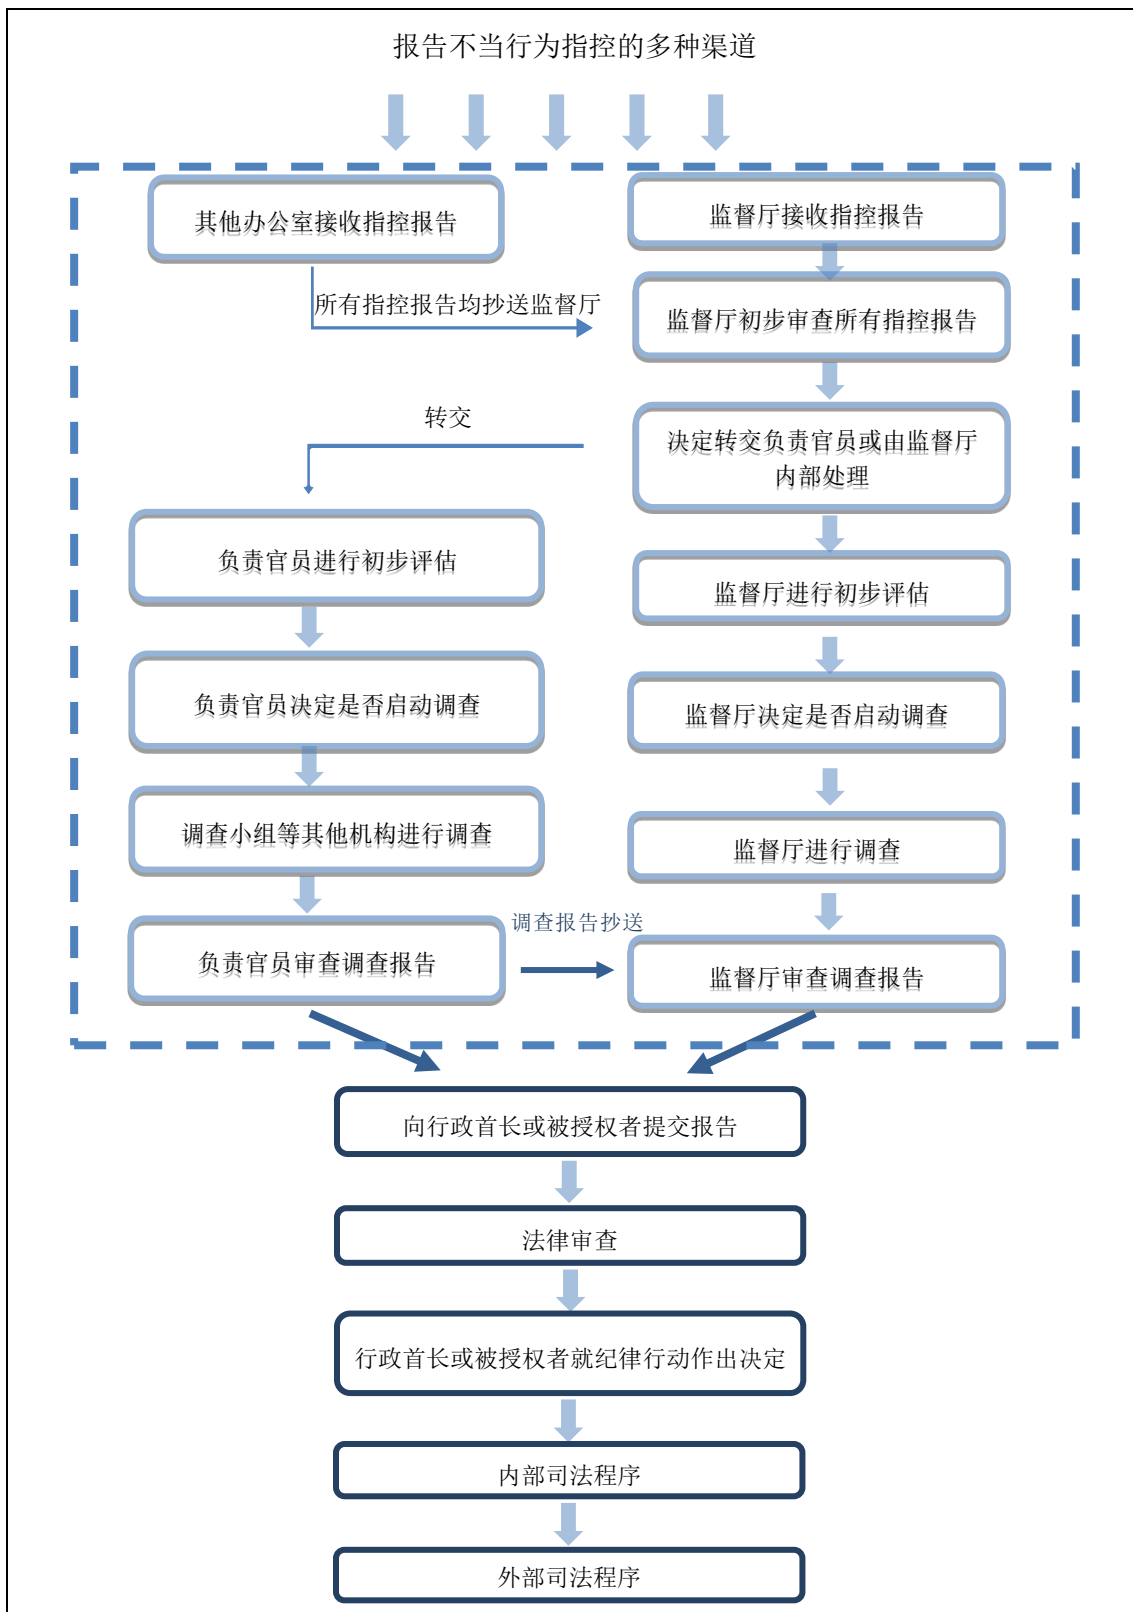 报告不当行为指控的多种渠道
其他办公室接收指控报告
监督厅接收指控报告
所有指控报告均抄送监督厅
监督厅初步审查所有指控报告
转交
决定转交负责官员或由监督厅
内部处理
负责官员进行初步评估
监督厅进行初步评估
负责官员决定是否启动调查
监督厅决定是否启动调查
调查小组等其他机构进行调查
监督厅进行调查
调查报告抄送
负责官员审查调查报告
监督厅审查调查报告
向行政首长或被授权者提交报告
法律审查
行政首长或被授权者就纪律行动作出决定
内部司法程序
外部司法程序